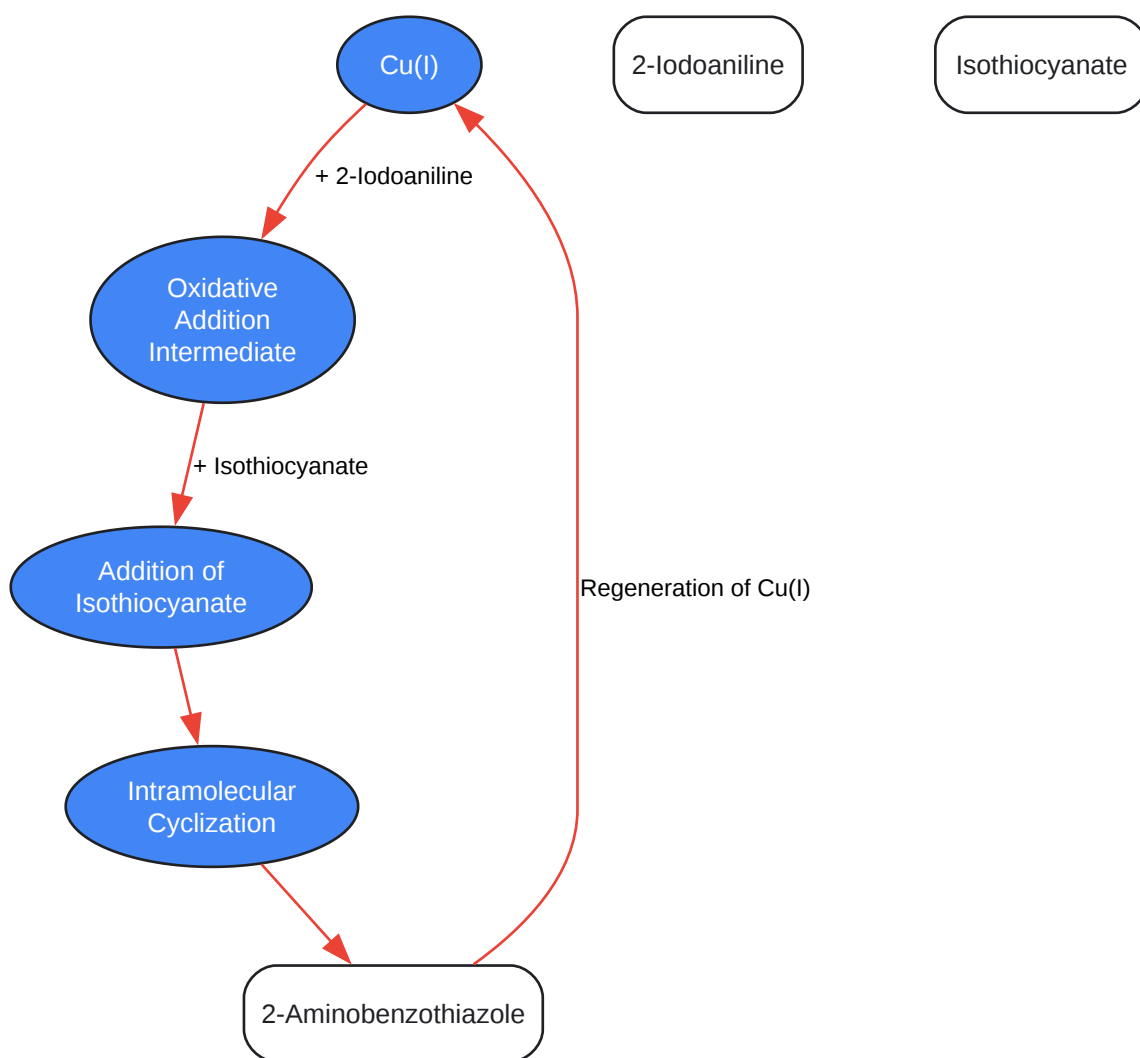 Cu(I)
2-Iodoaniline
Isothiocyanate
+ 2-Iodoaniline
Oxidative
Addition
Intermediate
+ Isothiocyanate
Addition of
Isothiocyanate
Regeneration of Cu(I)
Intramolecular
Cyclization
2-Aminobenzothiazole